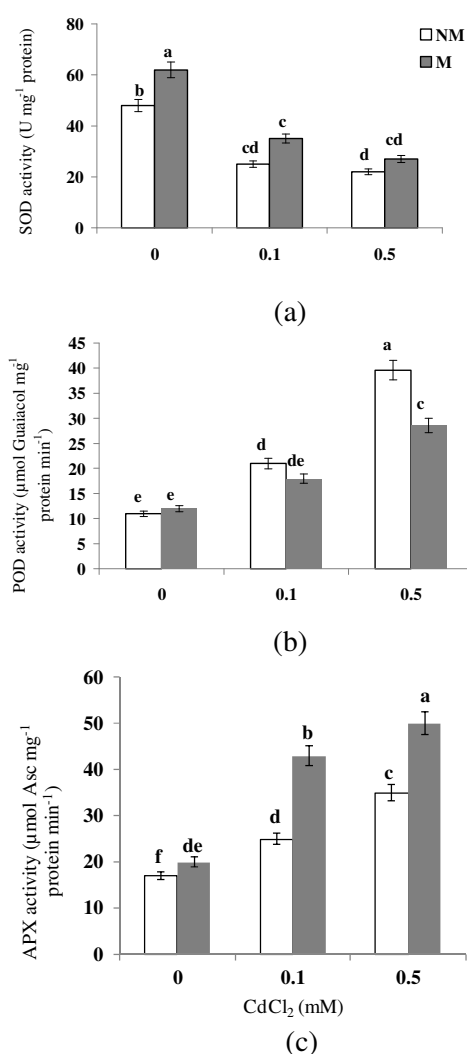 80
60
40
20
0
SOD activity (U mg⁻¹ protein)
NM
M
b
a
cd
c
d
cd
0 0.1 0.5
(a)
45
40
35
30
25
20
15
10
5
0
POD activity (µmol Guaiacol mg¹
protein min⁻¹)
e
e
d
de
a
c
0 0.1 0.5
(b)
60
50
40
30
20
10
0
APX activity (µmol Asc mg⁻¹
protein min⁻¹)
f
de
d
b
c
a
0 0.1 0.5
CdCl₂ (mM)
(c)